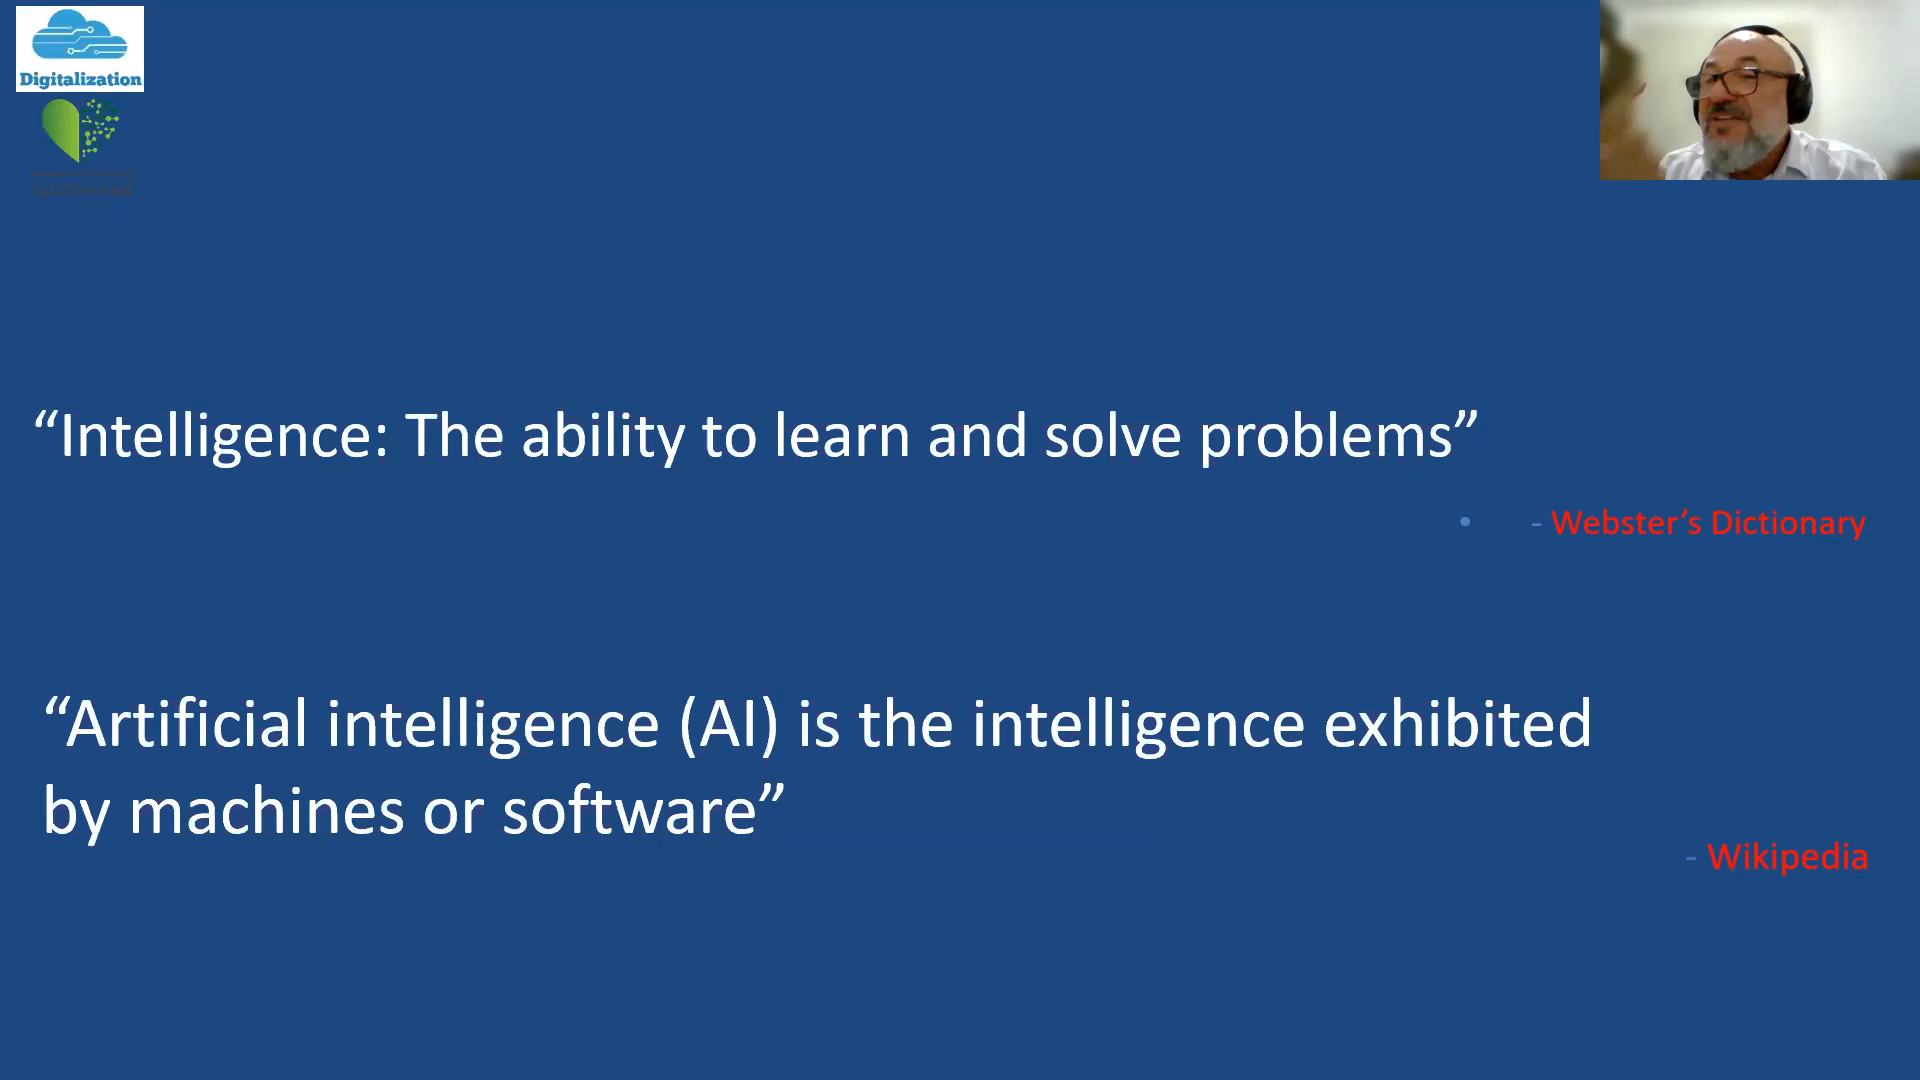 Digitalization
“Intelligence: The ability to learn and solve problems”
• - Webster’s Dictionary
“Artificial intelligence (AI) is the intelligence exhibited
by machines or software”
- Wikipedia